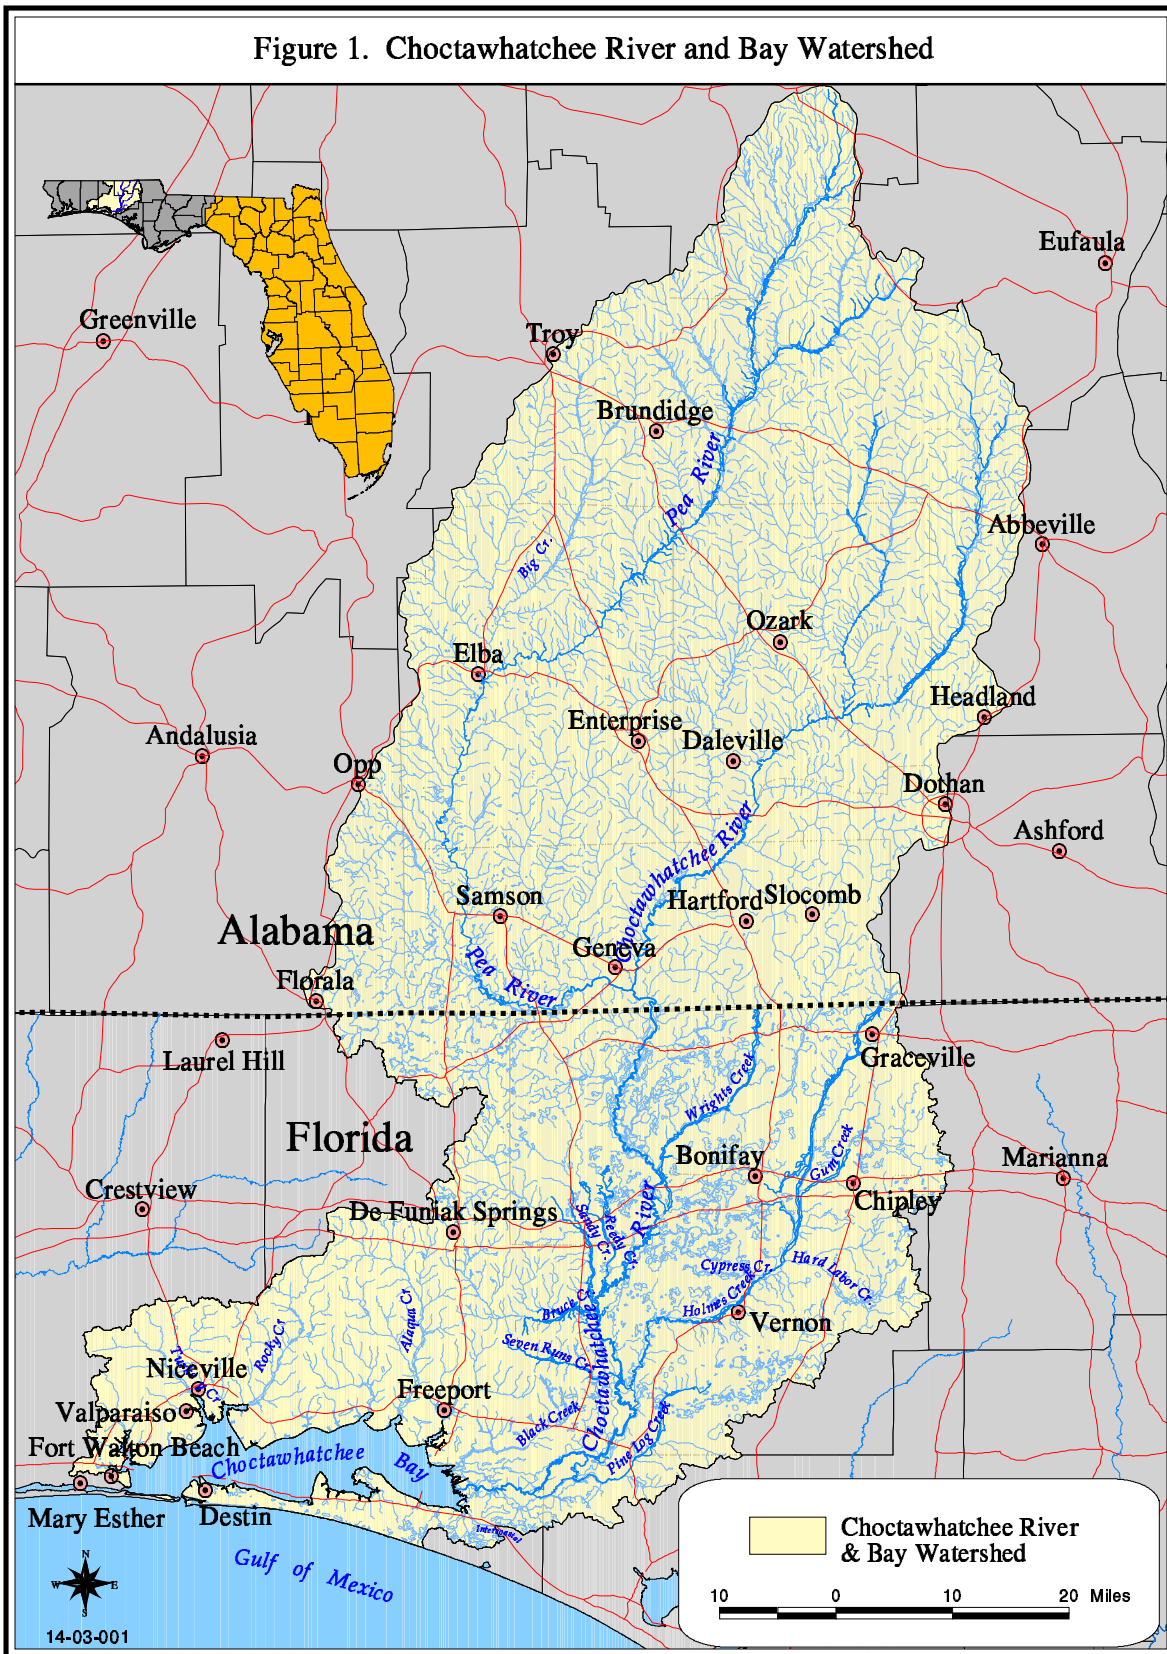 Figure 1. Choctawhatchee River and Bay Watershed
Eufaula
Greenville
Troy
Brundidge
Pea River
Abbeville
Big Cr.
Ozark
Elba
Headland
Enterprise
Andalusia
Daleville
Opp
Dothan
Ashford
Choctawhatchee River
Samson
Hartford
Slocomb
Alabama
Geneva
Pea River
Florala
Laurel Hill
Graceville
Wrights Creek
Florida
Gum Creek
Bonifay
Marianna
Crestview
Chipley
De Funiak Springs
River
Sandy Cr.
Reedy Cr.
Cypress Cr.
Hard Labor Cr.
Holmes Creek
Bruce Cr.
Vernon
Alaqua Cr
Rocky Cr
Seven Runs Cr.
Choctawhatchee
Niceville
Freeport
Valparaiso
Black Creek
Pine Log Creek
Fort Walton Beach
Choctawhatchee Bay
Mary Esther
Destin
Gulf of Mexico
Choctawhatchee River
& Bay Watershed
N
W
E
S
10 0 10 20 Miles
14-03-001